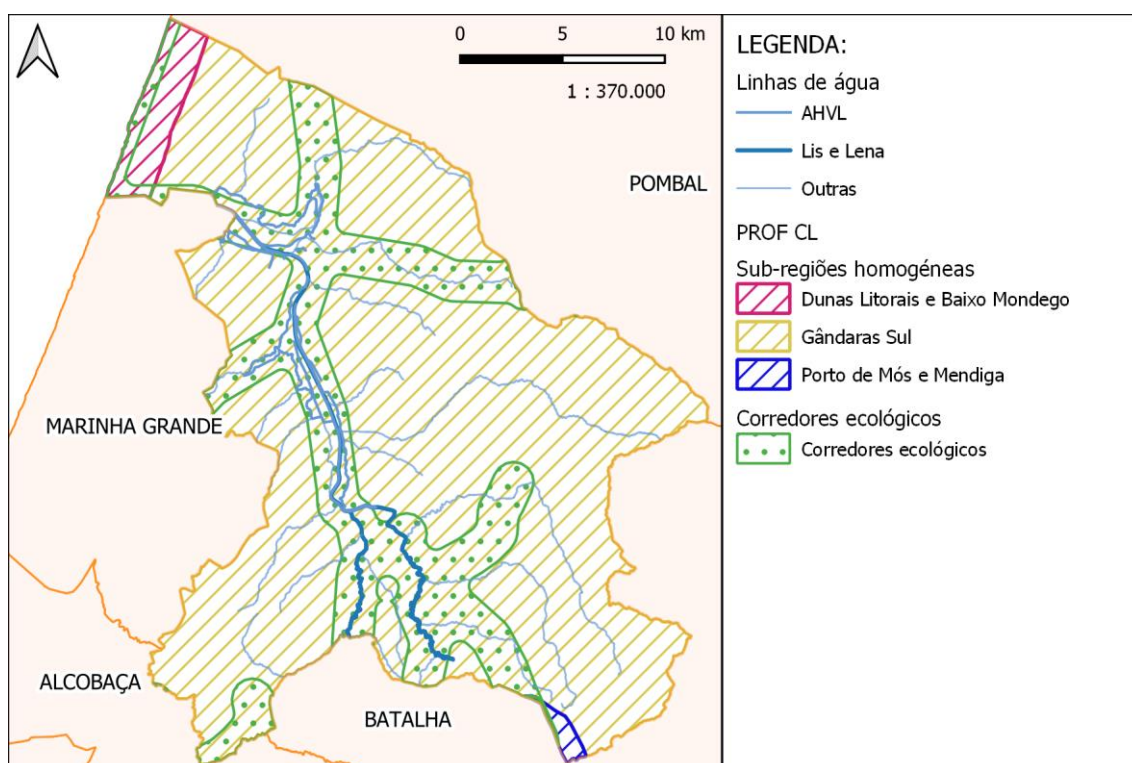 0 5 10 km
1 : 370.000
POMBAL
MARINHA GRANDE
ALCOBAÇA
BATALHA
LEGENDA:
Linhas de água
AHVL
Lis e Lena
Outras
PROF CL
Sub-regiões homogéneas
Dunas Litorais e Baixo Mondego
Gândaras Sul
Porto de Mós e Mendiga
Corredores ecológicos
Corredores ecológicos